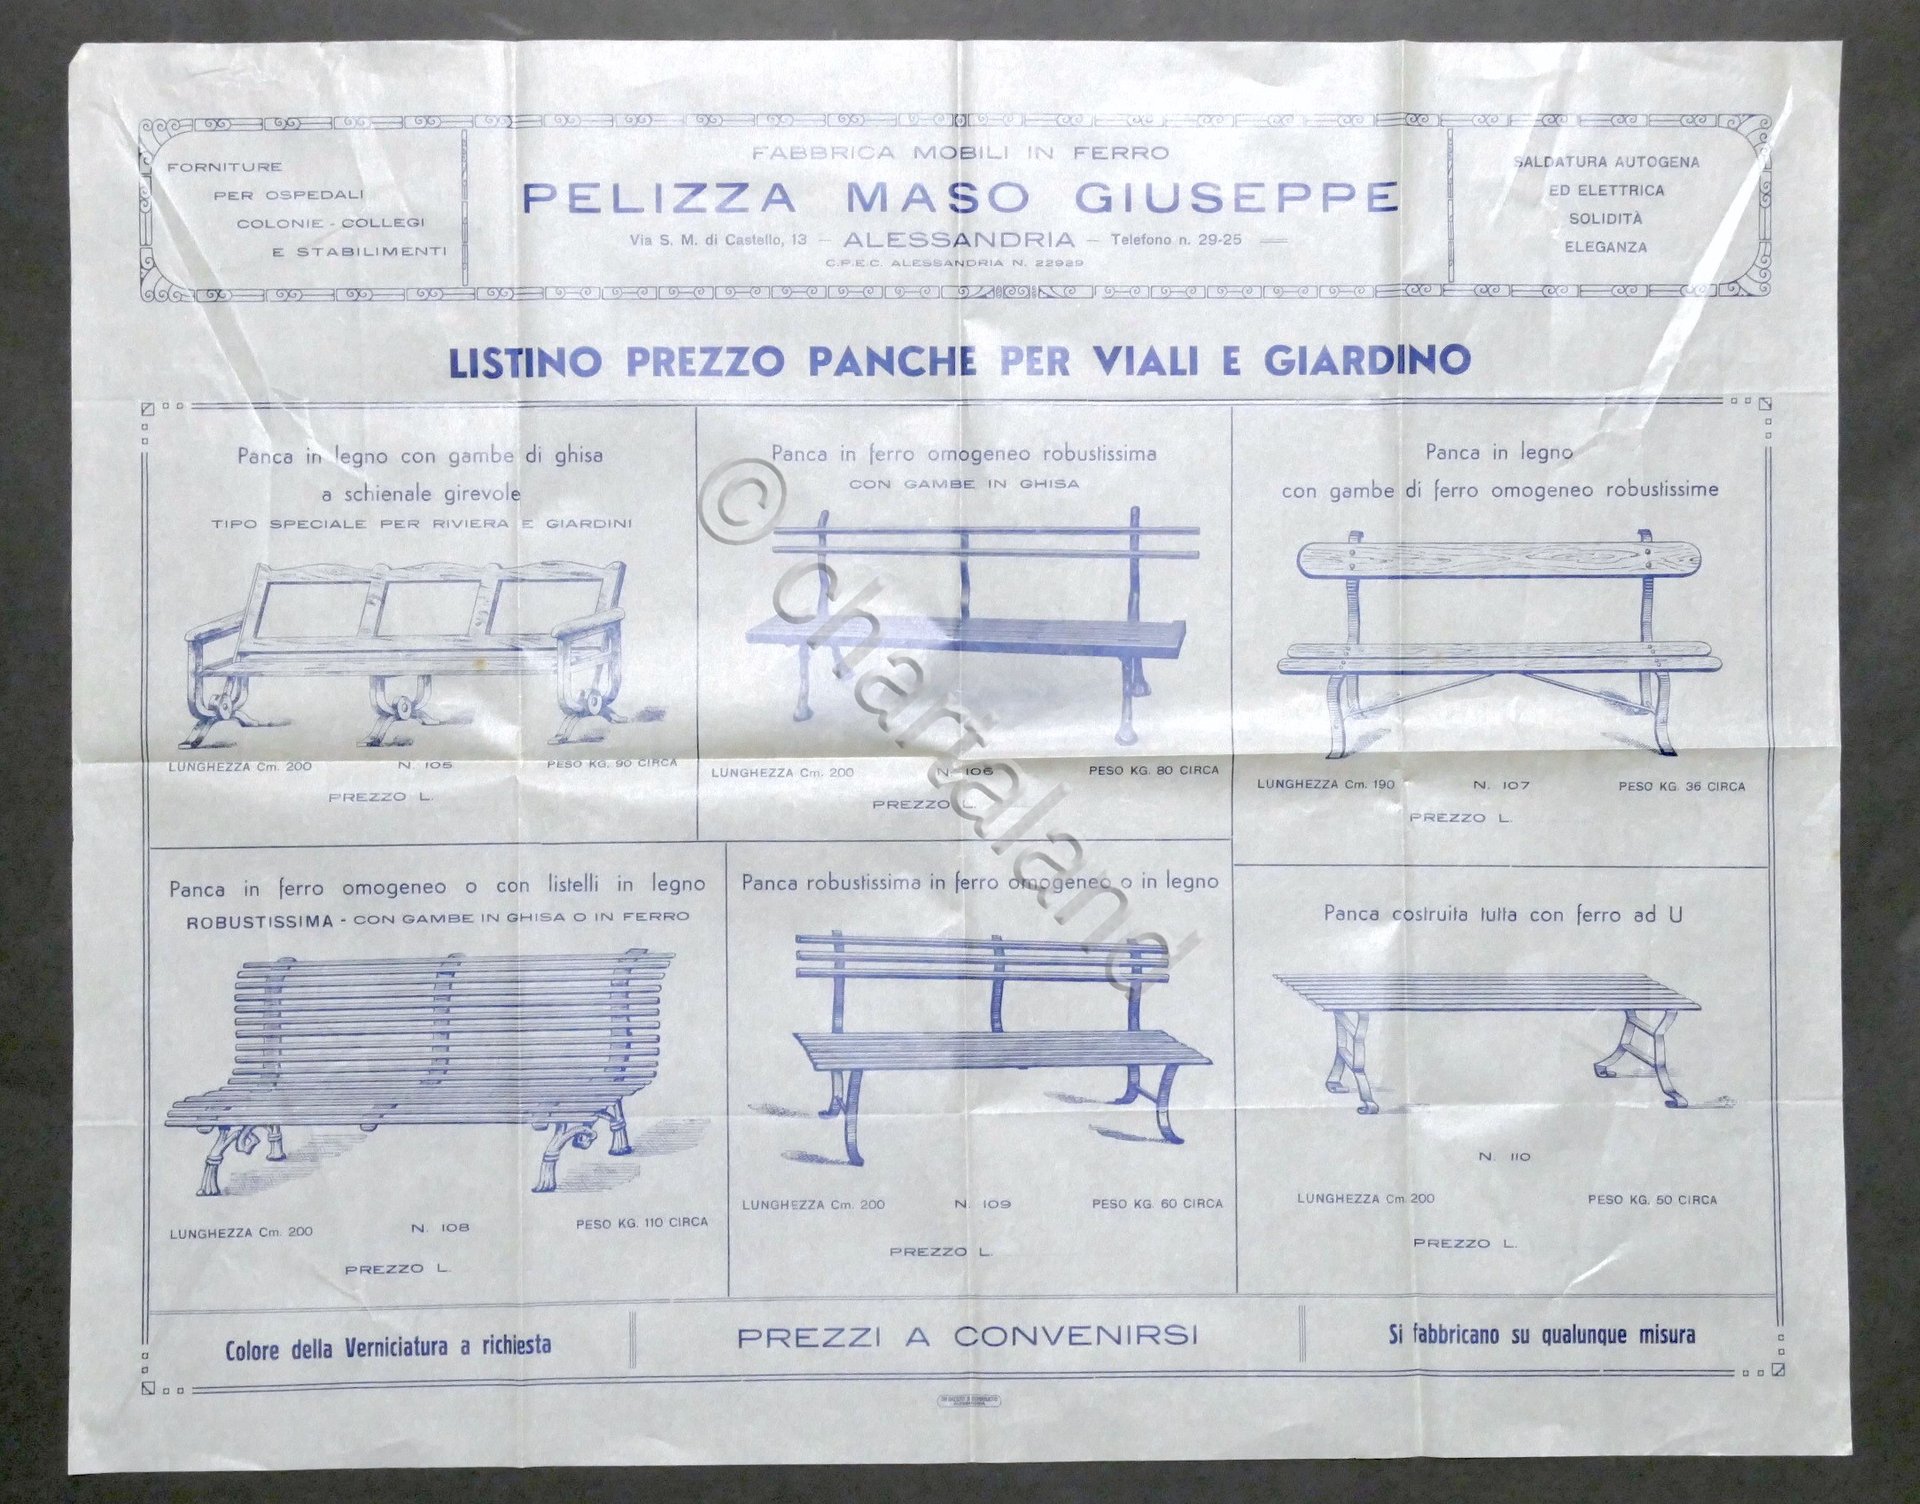 FORNITURE
PER OSPEDALI
COLONIE - COLLEGI
E STABILIMENTI
FABBRICA MOBILI IN FERRO
PELIZZA MASO GIUSEPPE
Via S. M. di Castello, 13 — ALESSANDRIA — Telefono n. 29-25
C.P.E.C. ALESSANDRIA N. 22929
SALDATURA AUTOGENA
ED ELETTRICA
SOLIDITÀ
ELEGANZA
LISTINO PREZZO PANCHE PER VIALI E GIARDINO
Panca in legno con gambe di ghisa
a schienale girevole
TIPO SPECIALE PER RIVIERA E GIARDINI
LUNGHEZZA Cm. 200 N. 105 PESO KG. 90 CIRCA
PREZZO L.
Panca in ferro omogeneo robustissima
CON GAMBE IN GHISA
LUNGHEZZA Cm. 200 N. 106 PESO KG. 80 CIRCA
PREZZO L.
Panca in legno
con gambe di ferro omogeneo robustissime
LUNGHEZZA Cm. 190 N. 107 PESO KG. 36 CIRCA
PREZZO L.
Panca in ferro omogeneo o con listelli in legno
ROBUSTISSIMA - CON GAMBE IN GHISA O IN FERRO
LUNGHEZZA Cm. 200 N. 108 PESO KG. 110 CIRCA
PREZZO L.
Panca robustissima in ferro omogeneo o in legno
LUNGHEZZA Cm. 200 N. 109 PESO KG. 60 CIRCA
PREZZO L.
Panca costruita tutta con ferro ad U
N. 110
LUNGHEZZA Cm. 200 PESO KG. 50 CIRCA
PREZZO L.
Colore della Verniciatura a richiesta
PREZZI A CONVENIRSI
Si fabbricano su qualunque misura
© chartaland